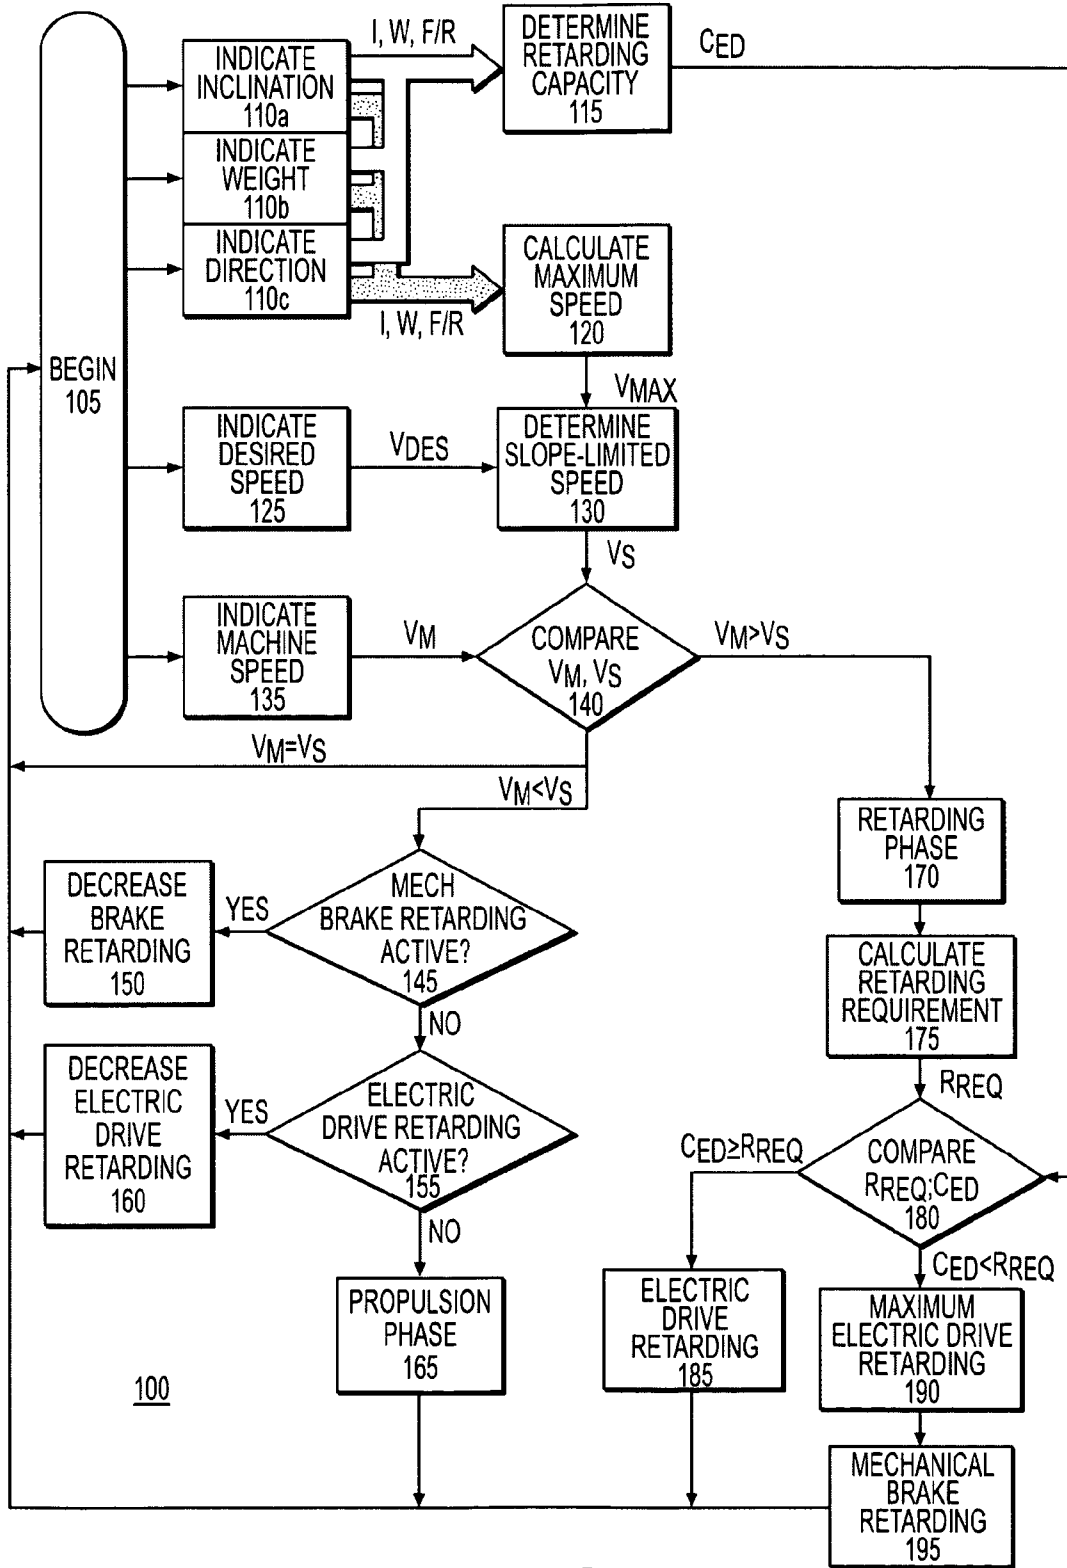 BEGIN
105
INDICATE
INCLINATION
110a
INDICATE
WEIGHT
110b
INDICATE
DIRECTION
110c
I, W, F/R
I, W, F/R
DETERMINE
RETARDING
CAPACITY
115
CED
CALCULATE
MAXIMUM
SPEED
120
VMAX
INDICATE
DESIRED
SPEED
125
VDES
DETERMINE
SLOPE-LIMITED
SPEED
130
VS
INDICATE
MACHINE
SPEED
135
VM
COMPARE
VM, VS
140
VM>VS
VM=VS
VM<VS
MECH
BRAKE RETARDING
ACTIVE?
145
YES
DECREASE
BRAKE
RETARDING
150
NO
ELECTRIC
DRIVE RETARDING
ACTIVE?
155
YES
DECREASE
ELECTRIC
DRIVE
RETARDING
160
NO
PROPULSION
PHASE
165
RETARDING
PHASE
170
CALCULATE
RETARDING
REQUIREMENT
175
RREQ
COMPARE
RREQ;CED
180
CED≥RREQ
CED<RREQ
ELECTRIC
DRIVE
RETARDING
185
MAXIMUM
ELECTRIC DRIVE
RETARDING
190
MECHANICAL
BRAKE
RETARDING
195
100